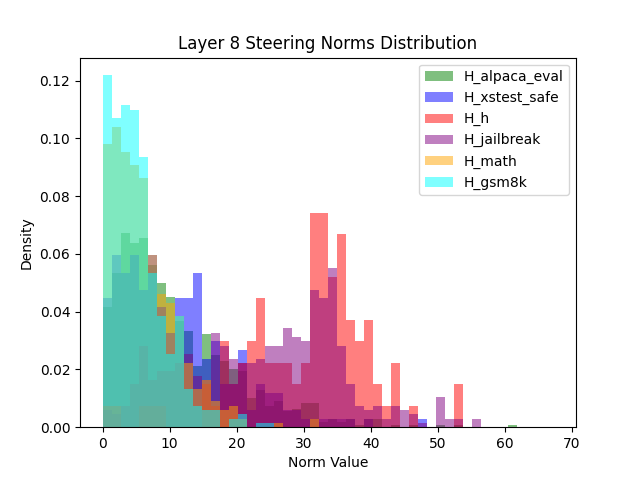 Layer 8 Steering Norms Distribution
H_alpaca_eval
H_xstest_safe
H_h
H_jailbreak
H_math
H_gsm8k
Density
0.12
0.10
0.08
0.06
0.04
0.02
0.00
0 10 20 30 40 50 60 70
Norm Value